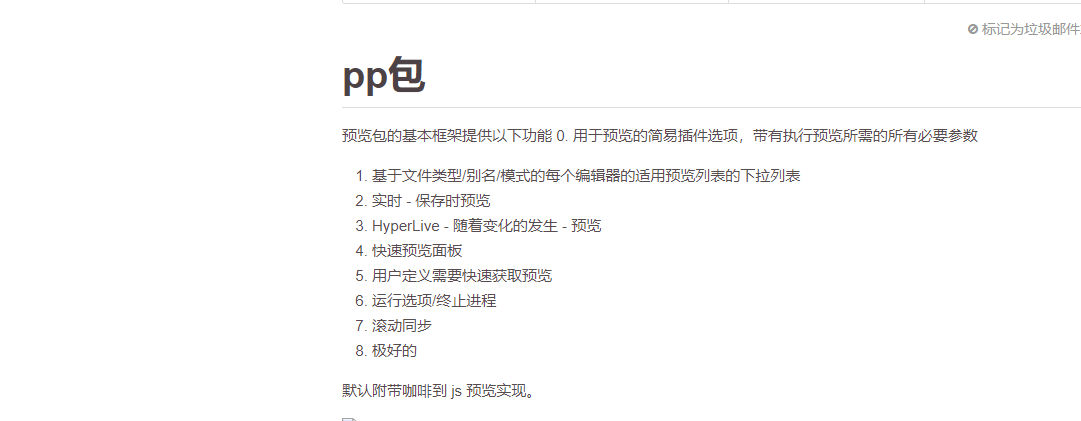 标记为垃圾邮件
pp包
预览包的基本框架提供以下功能 0. 用于预览的简易插件选项，带有执行预览所需的所有必要参数
1. 基于文件类型/别名/模式的每个编辑器的适用预览列表的下拉列表
2. 实时 - 保存时预览
3. HyperLive - 随着变化的发生 - 预览
4. 快速预览面板
5. 用户定义需要快速获取预览
6. 运行选项/终止进程
7. 滚动同步
8. 极好的
默认附带咖啡到 js 预览实现。